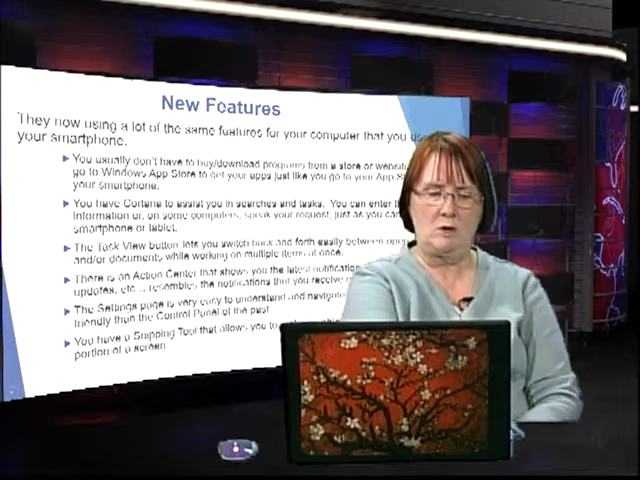 New Features
They now using a lot of the same features for your computer that you use
your smartphone.
You usually don't have to buy/download programs from a store or website
go to Windows App Store to get your apps just like you go to your App
your smartphone.
You have Cortana to assist you in searches and tasks. You can enter
Information or, on some computers, speak your request, just as you can
smartphone or tablet.
The Task View button lets you switch back and forth easily between
and/or documents while working on multiple items at once.
There is an Action Center that shows you the latest
updates, etc... resembles the notifications that you receive
The Settings page is very easy to understand and navigate
friendly than the Control Panel of the past
You have a Snipping Tool that allows you to
portion of a screen